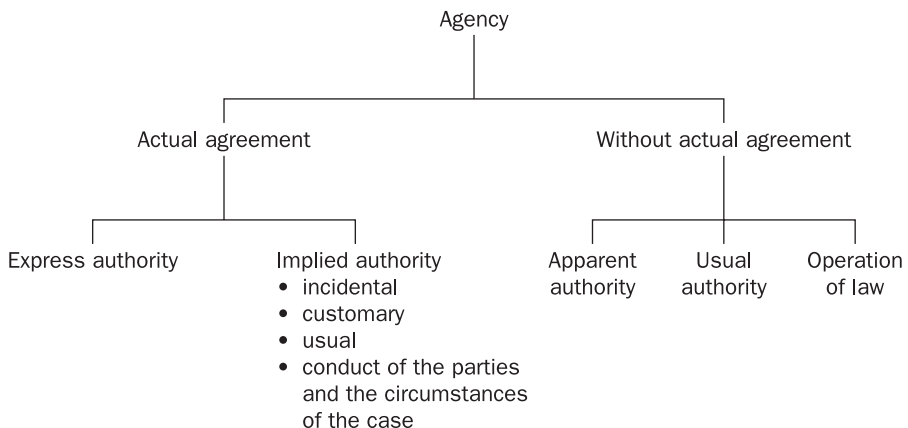 Agency
Actual agreement
Without actual agreement
Express authority
Implied authority
• incidental
• customary
• usual
• conduct of the parties
and the circumstances
of the case
Apparent
authority
Usual
authority
Operation
of law